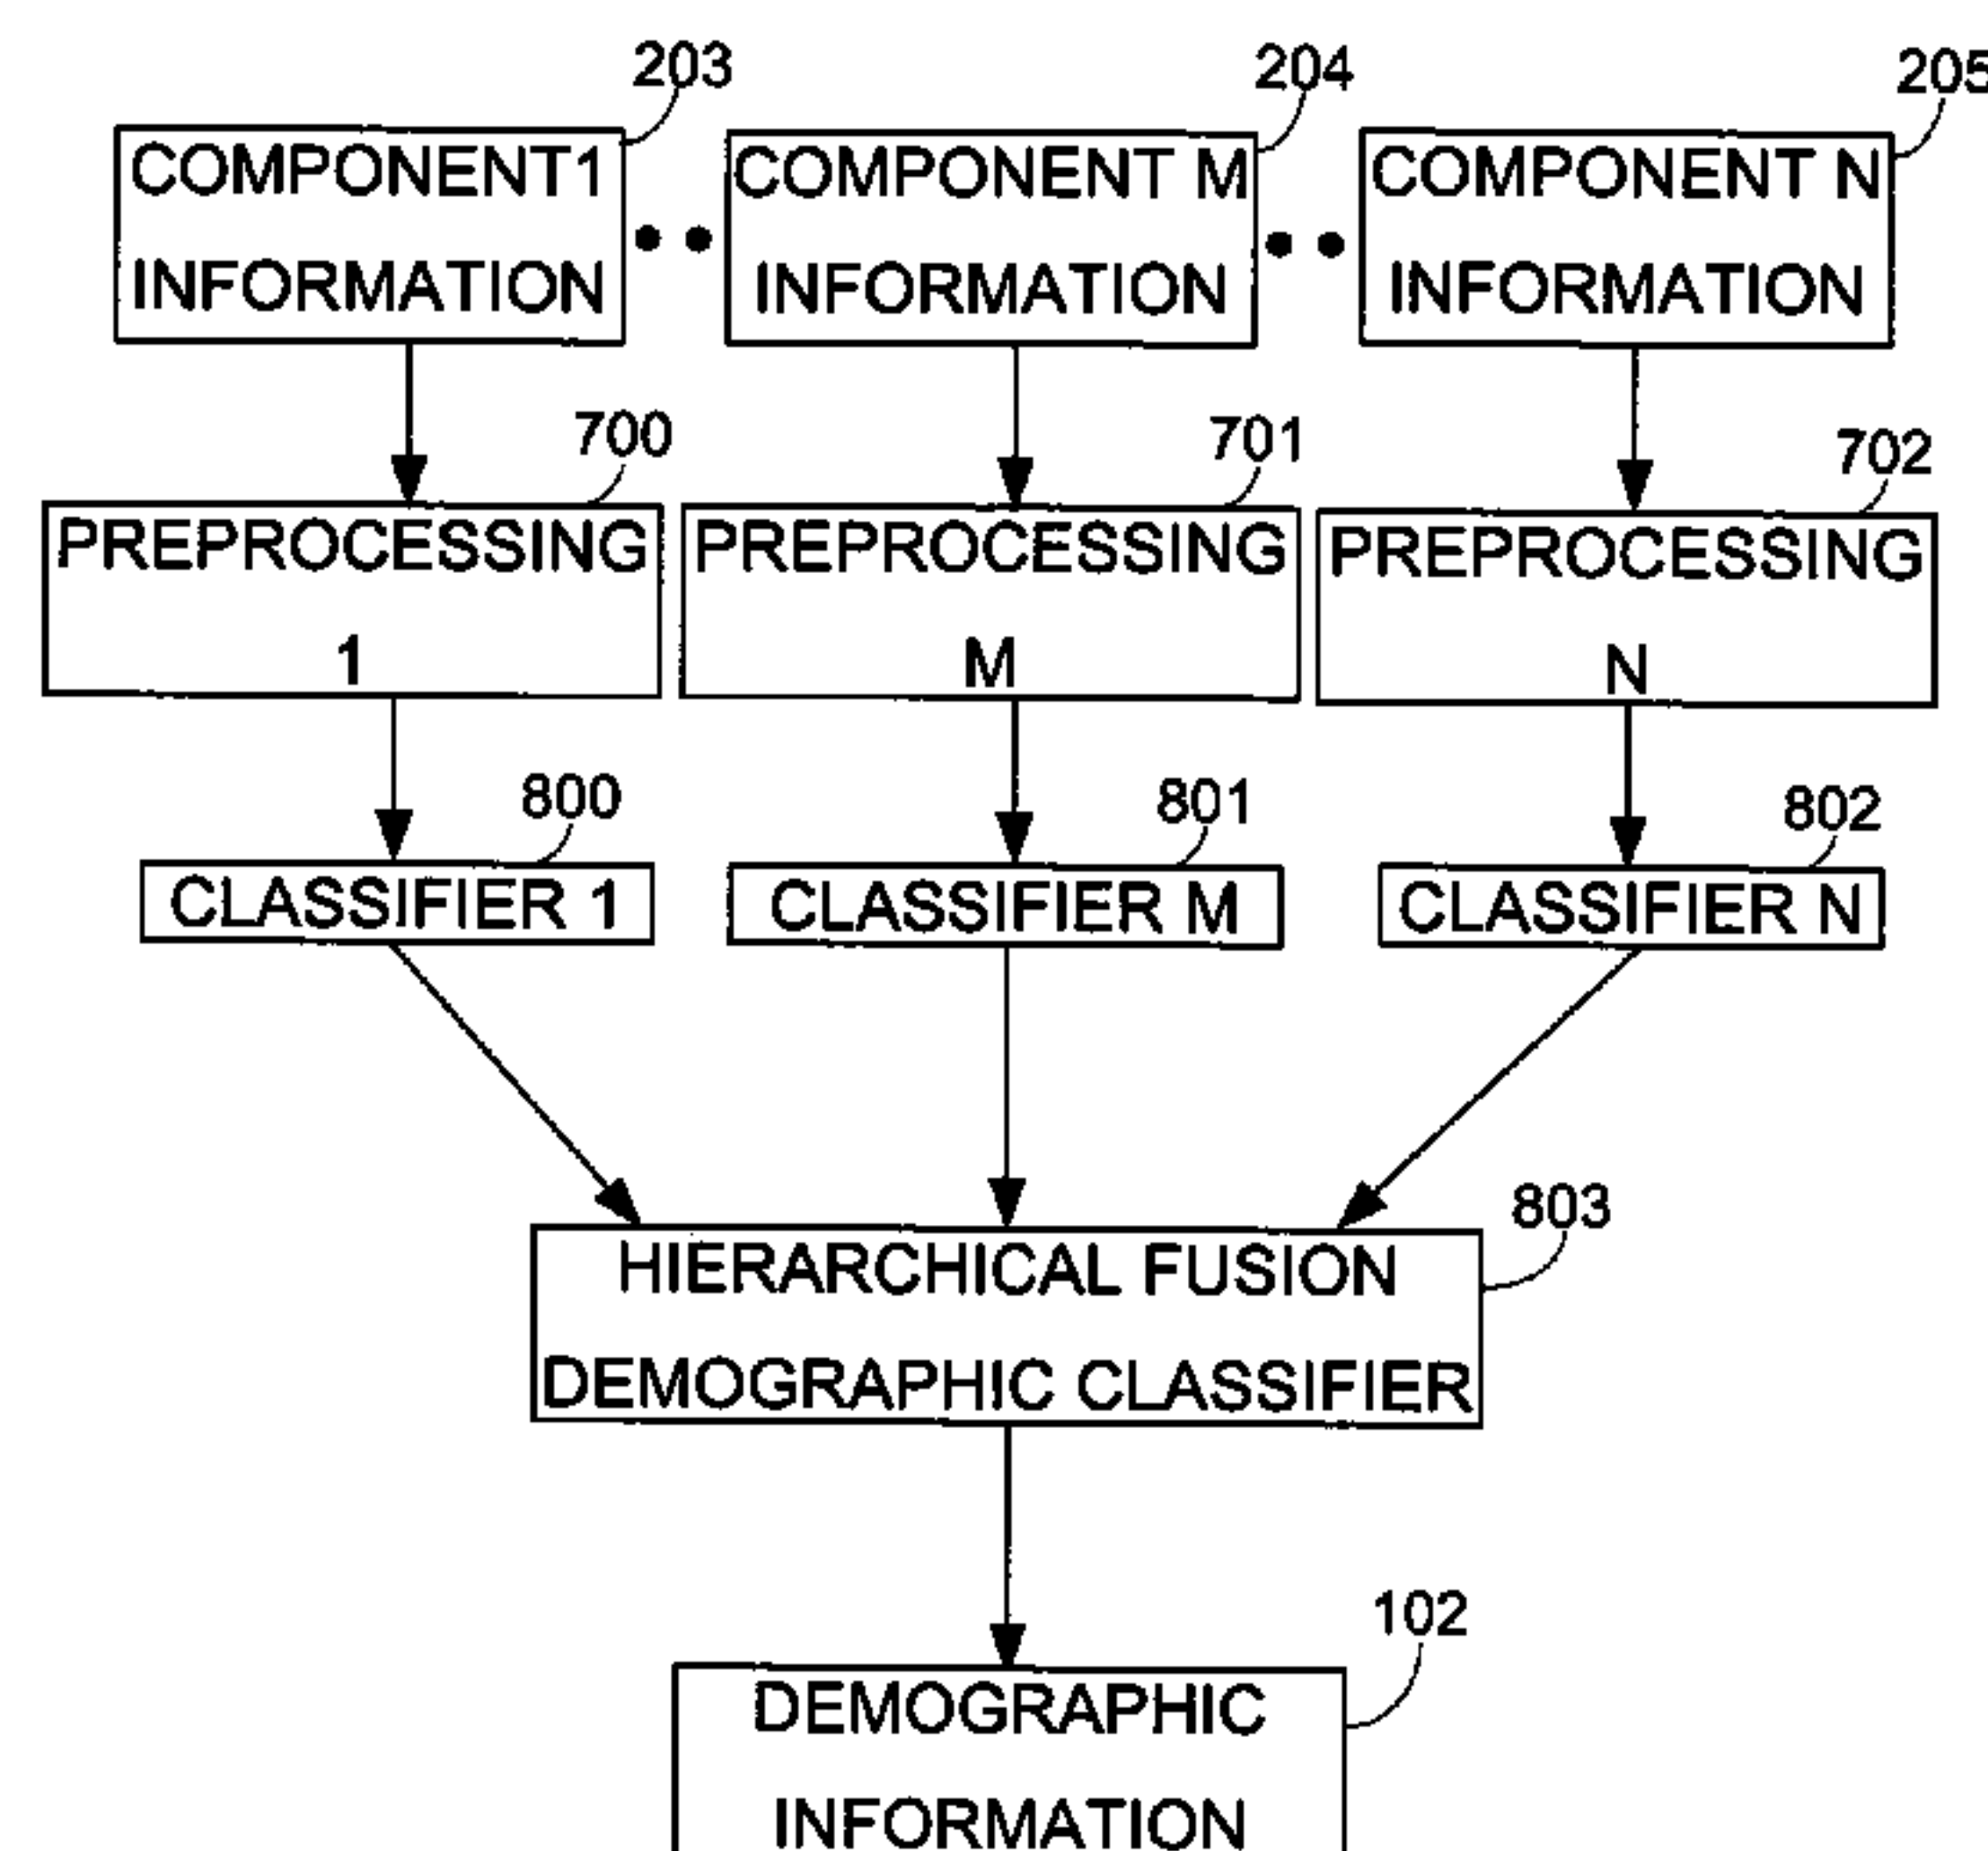 203
204
205
COMPONENT1
INFORMATION
COMPONENT M
INFORMATION
COMPONENT N
INFORMATION
700
701
702
PREPROCESSING
1
PREPROCESSING
M
PREPROCESSING
N
800
801
802
CLASSIFIER 1
CLASSIFIER M
CLASSIFIER N
803
HIERARCHICAL FUSION
DEMOGRAPHIC CLASSIFIER
102
DEMOGRAPHIC
INFORMATION